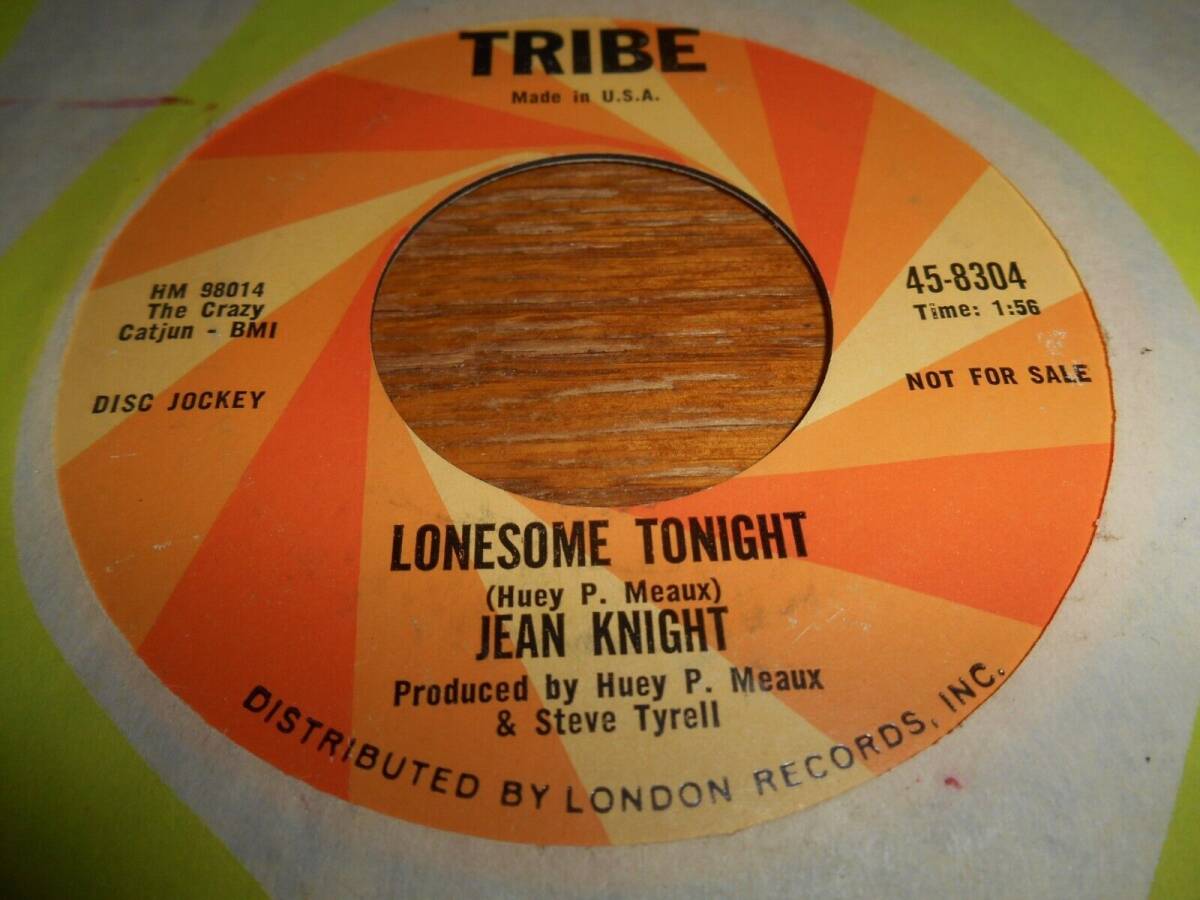 TRIBE
Made in U.S.A.
HM 98014
The Crazy
Catjun - BMI
DISC JOCKEY
45-8304
Time: 1:56
NOT FOR SALE
LONESOME TONIGHT
(Huey P. Meaux)
JEAN KNIGHT
Produced by Huey P. Meaux
& Steve Tyrell
DISTRIBUTED BY LONDON RECORDS, INC.